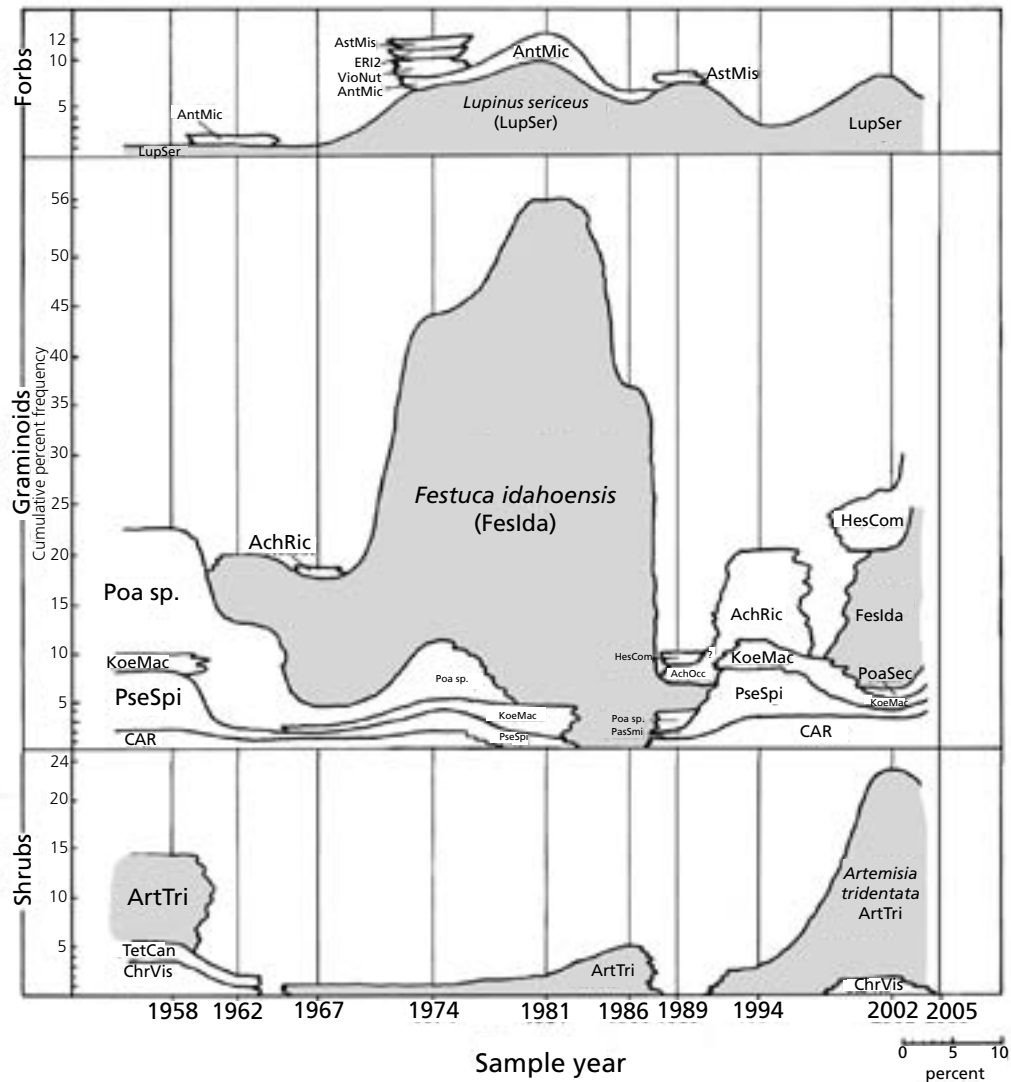 Forbs
12
10
5
AstMis
ERI2
VioNut
AntMic
AntMic
AstMis
Lupinus sericeus
(LupSer)
LupSer
AntMic
LupSer
Graminoids
Cumulative percent frequency
56
50
45
40
35
30
25
20
15
10
5
Festuca idahoensis
(FesIda)
HesCom
AchRic
Poa sp.
AchRic
FesIda
KoeMac
HesCom
?
KoeMac
AchOcc
PoaSec
Poa sp.
PseSpi
PseSpi
KoeMac
KoeMac
Poa sp.
PasSmi
CAR
PseSpi
CAR
Shrubs
24
20
15
10
5
ArtTri
Artemisia
tridentata
ArtTri
TetCan
ChrVis
ArtTri
ChrVis
1958 1962 1967 1974 1981 1986 1989 1994 2002 2005
Sample year
0 5 10
percent